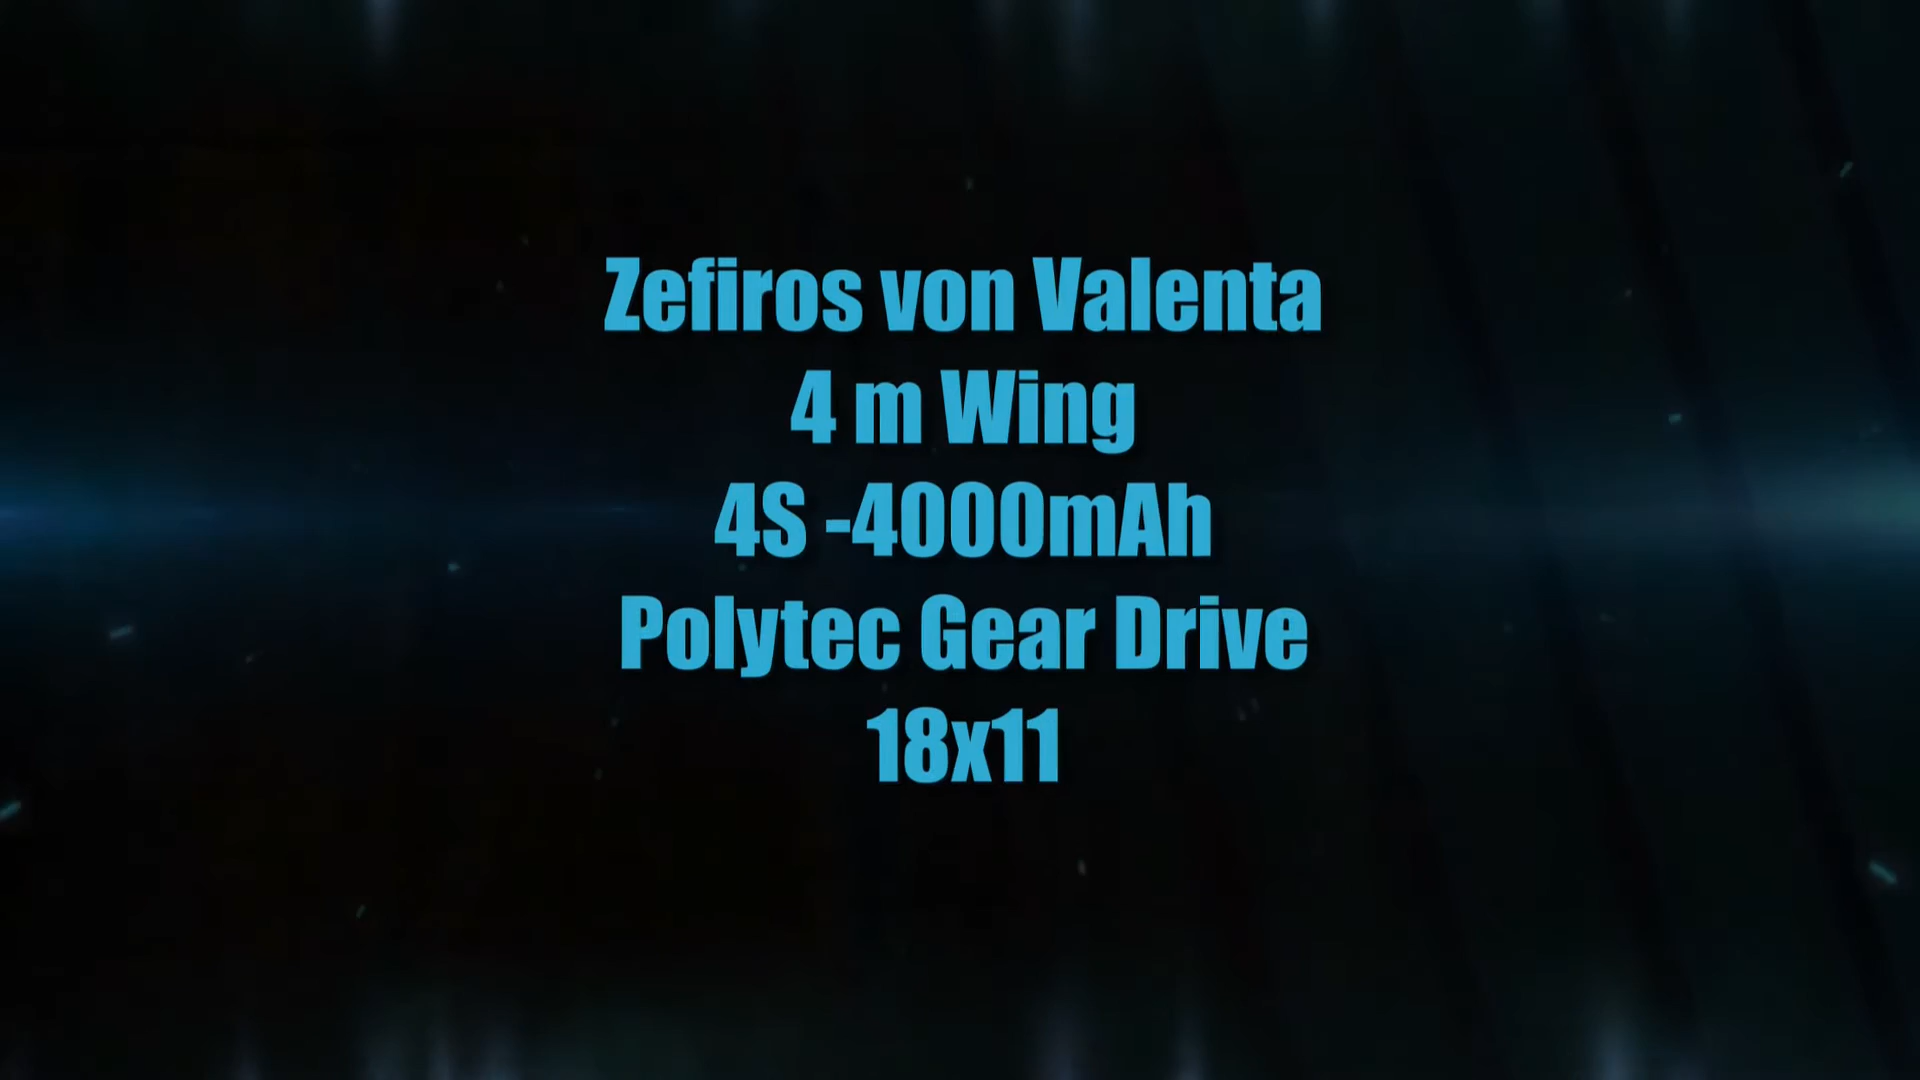 Zefiros von Valenta
4 m Wing
4S -4000mAh
Polytec Gear Drive
18x11